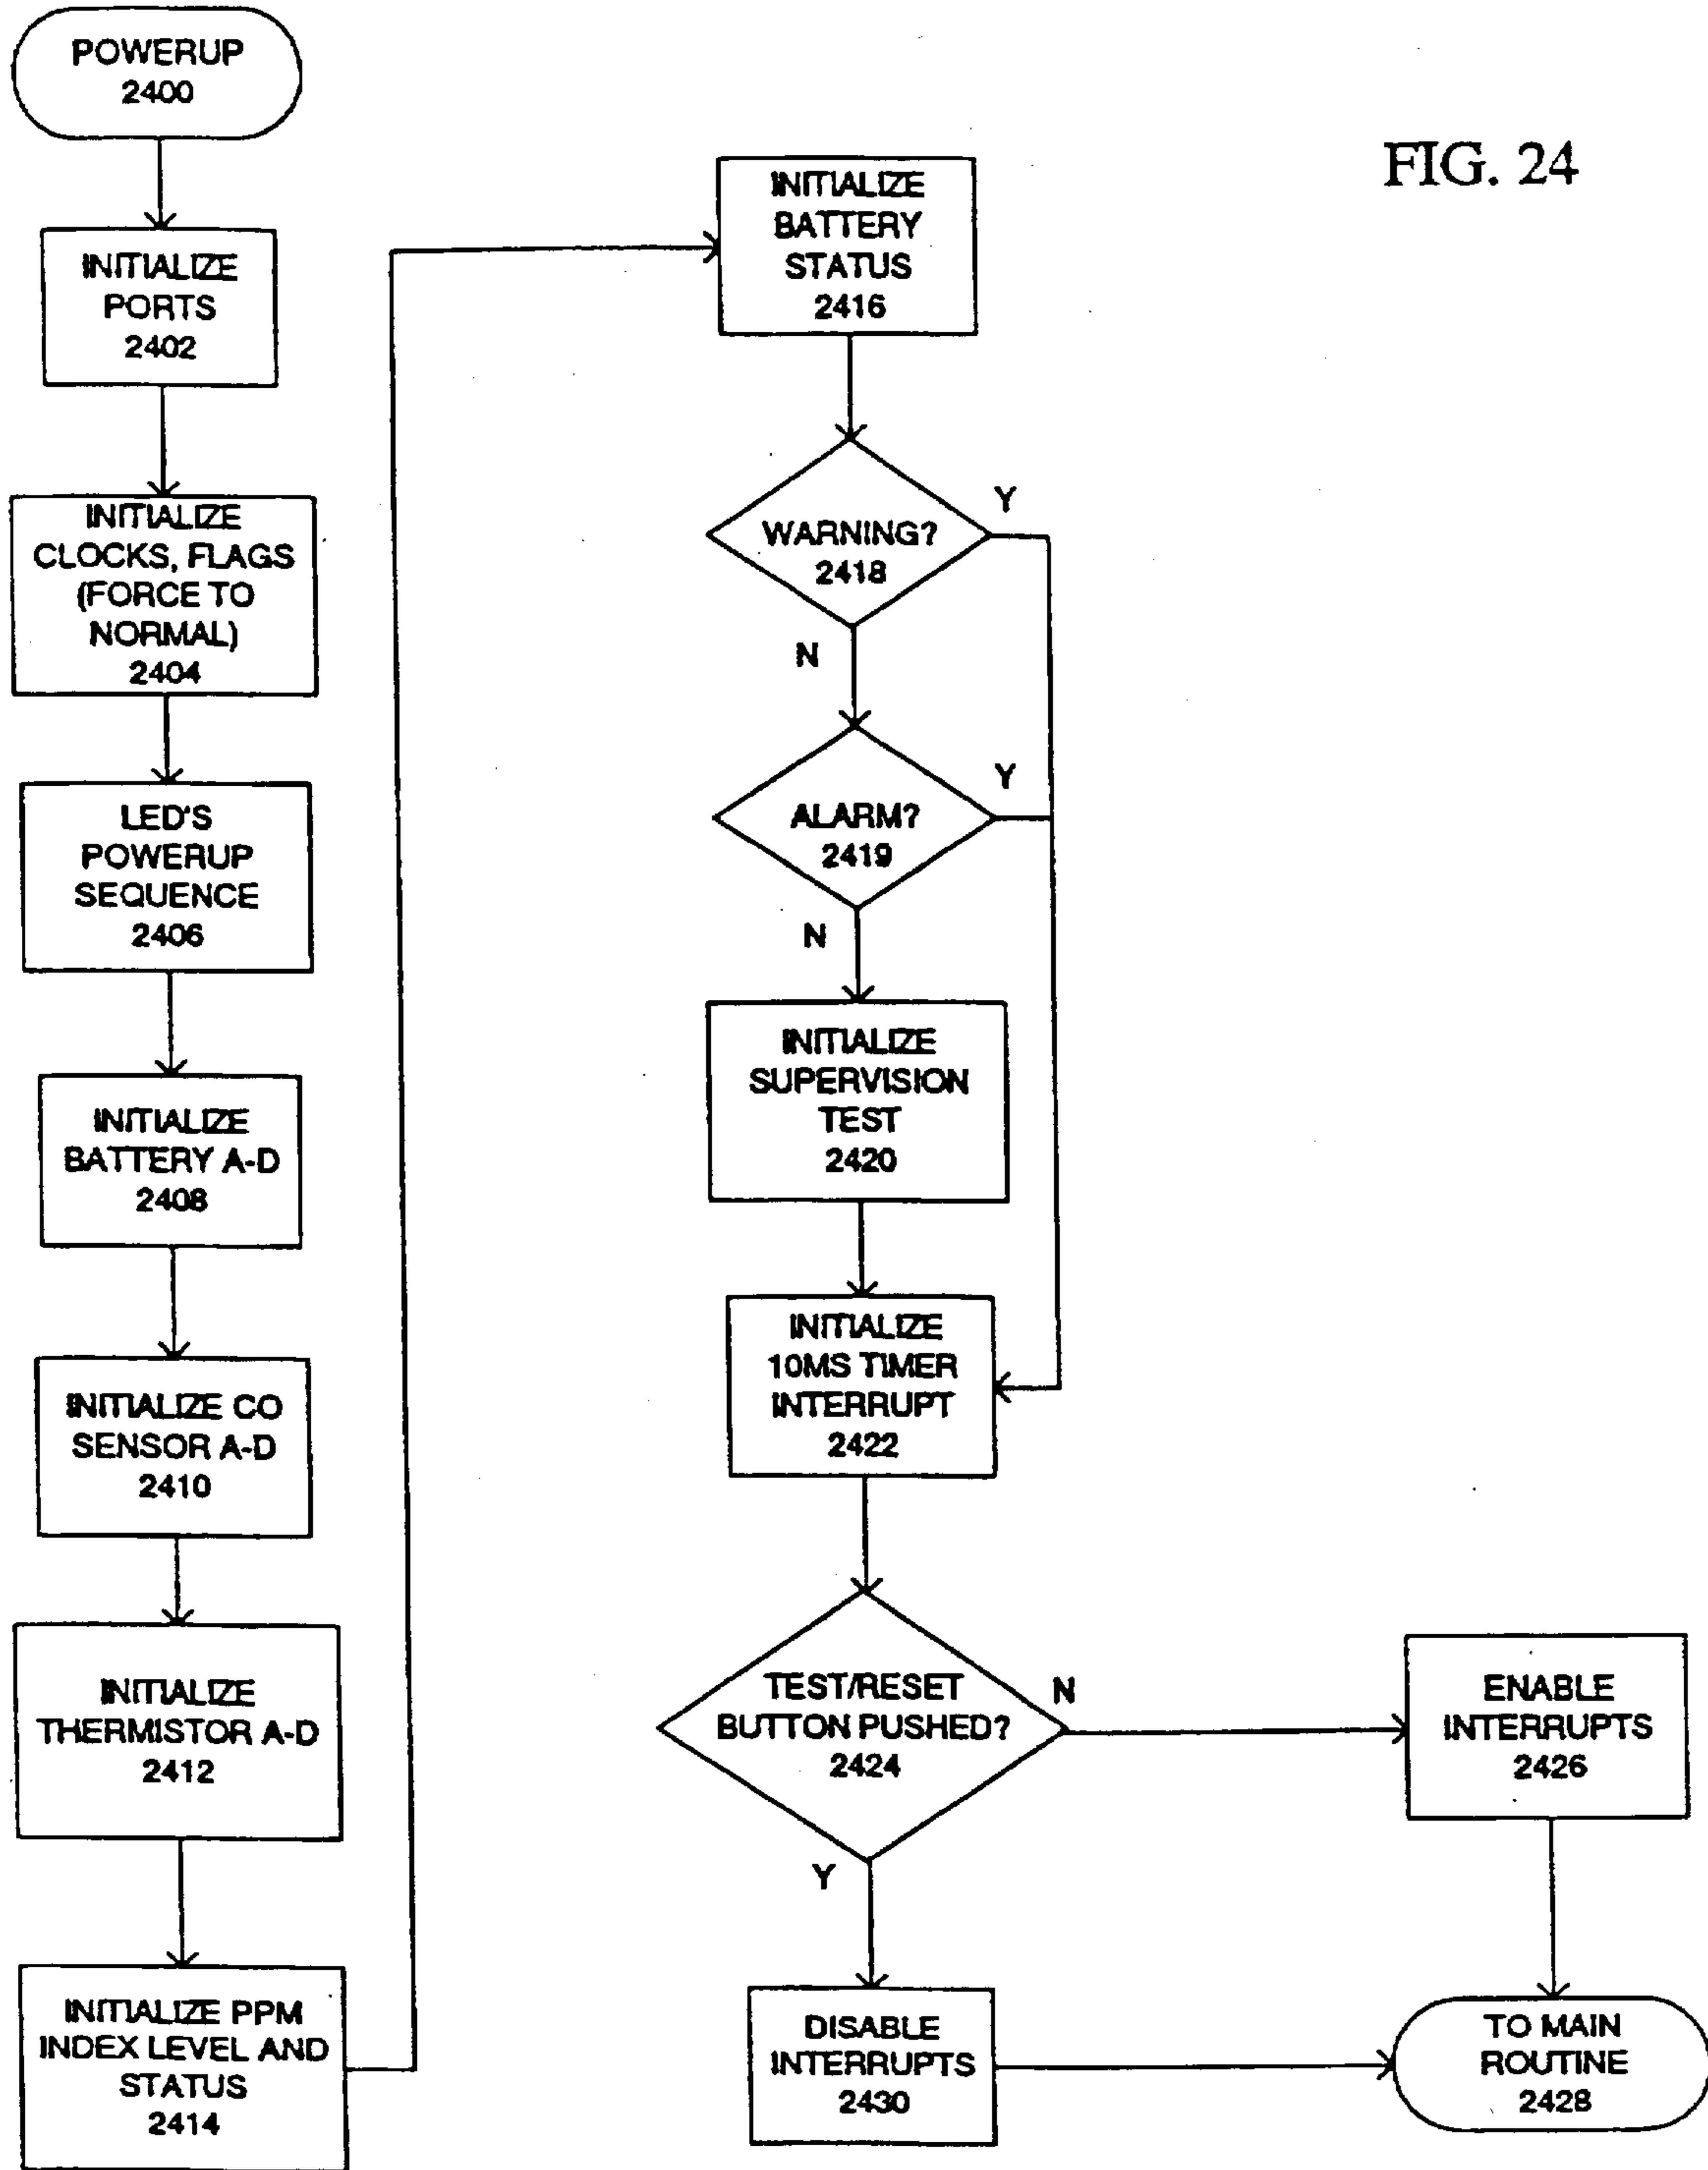 POWERUP
2400
INITIALIZE
PORTS
2402
INITIALIZE
CLOCKS, FLAGS
(FORCE TO
NORMAL)
2404
LED'S
POWERUP
SEQUENCE
2406
INITIALIZE
BATTERY A-D
2408
INITIALIZE CO
SENSOR A-D
2410
INITIALIZE
THERMISTOR A-D
2412
INITIALIZE PPM
INDEX LEVEL AND
STATUS
2414
FIG. 24
INITIALIZE
BATTERY
STATUS
2416
WARNING?
2418
Y
N
ALARM?
2419
Y
N
INITIALIZE
SUPERVISION
TEST
2420
INITIALIZE
10MS TIMER
INTERRUPT
2422
TEST/RESET
BUTTON PUSHED?
2424
N
Y
ENABLE
INTERRUPTS
2426
DISABLE
INTERRUPTS
2430
TO MAIN
ROUTINE
2428